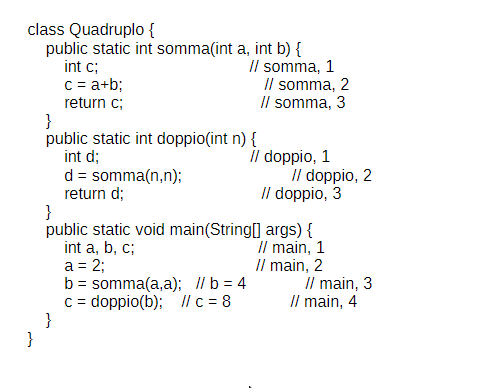 class Quadruplo {
public static int somma(int a, int b) {
int c; // somma, 1
c = a+b; // somma, 2
return c; // somma, 3
}
public static int doppio(int n) {
int d; // doppio, 1
d = somma(n,n); // doppio, 2
return d; // doppio, 3
}
public static void main(String[] args) {
int a, b, c; // main, 1
a = 2; // main, 2
b = somma(a,a); // b = 4 // main, 3
c = doppio(b); // c = 8 // main, 4
}
}